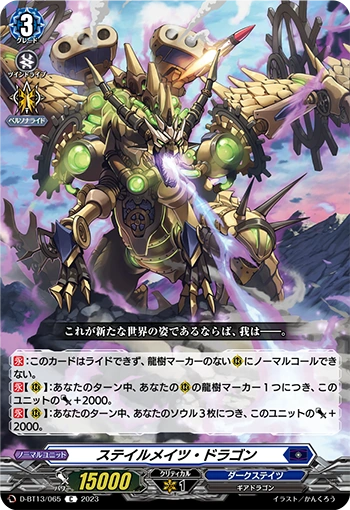 3
グレード
ツインドライブ
ペルソナライド
これが新たな世界の姿であるならば、我は――。
永:このカードはライドできず、龍樹マーカーのないⓇにノーマルコールでき
ない。
永【Ⓡ】:あなたのターン中、あなたのⓇの龍樹マーカー1つにつき、この
ユニットの+2000。
永【Ⓡ】:あなたのターン中、あなたのソウル3枚につき、このユニットの+
2000。
ノーマルユニット
ステイルメイツ・ドラゴン
パワー
15000
クリティカル
1
ダークステイツ
ギアドラゴン
D-BT13/065 C 2023
イラスト/かんくろう